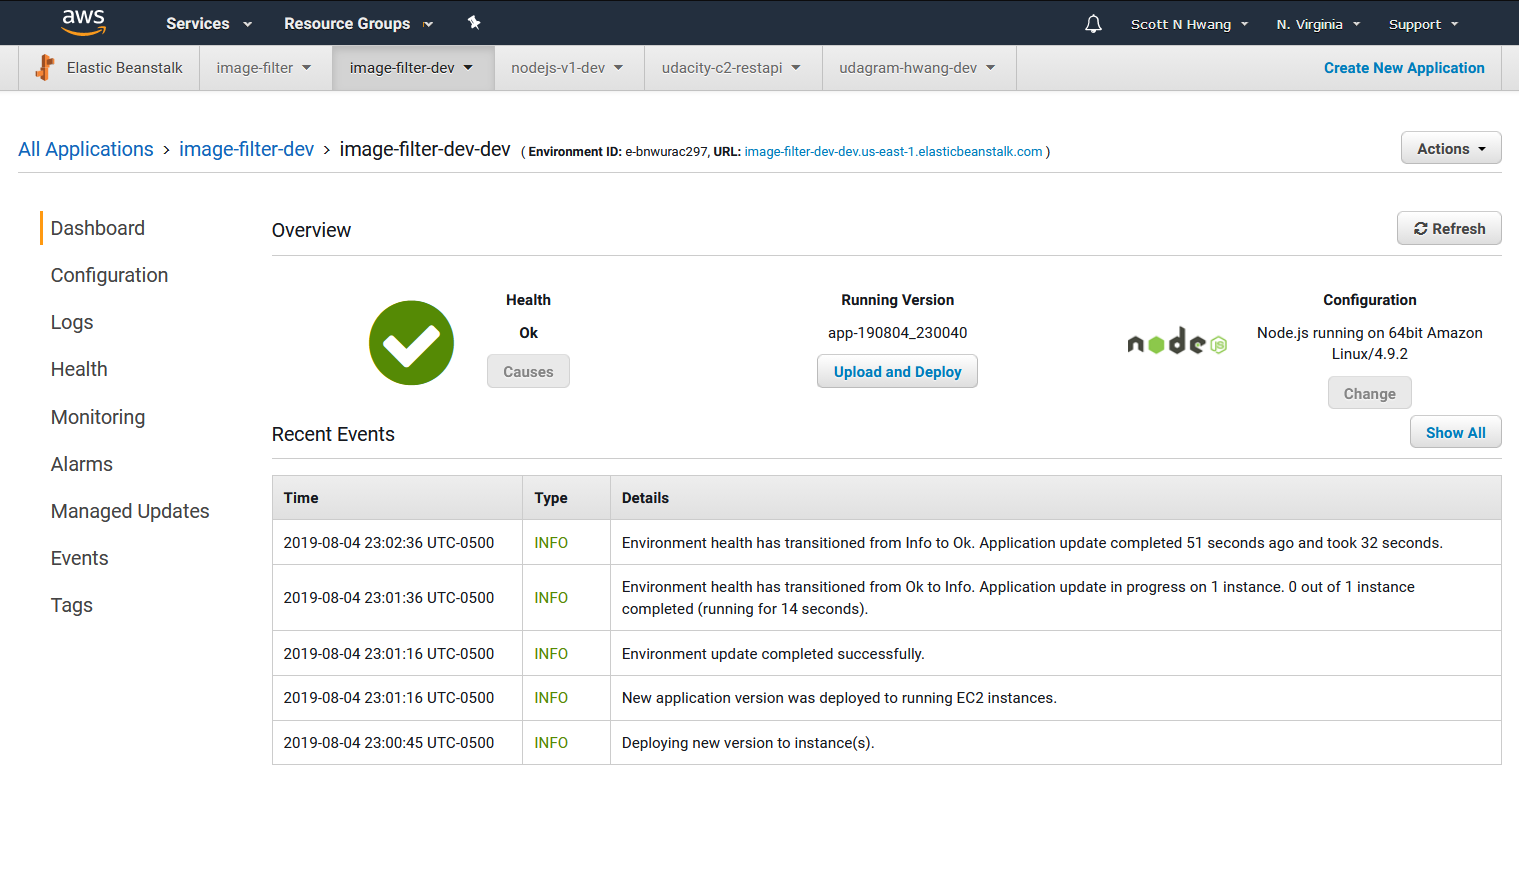 aws Services Resource Groups Scott N Hwang N. Virginia Support
Elastic Beanstalk image-filter image-filter-dev nodejs-v1-dev udacity-c2-restapi udagram-hwang-dev Create New Application
All Applications > image-filter-dev > image-filter-dev-dev ( Environment ID: e-bnwurac297, URL: image-filter-dev-dev.us-east-1.elasticbeanstalk.com )
Actions
Dashboard
Configuration
Logs
Health
Monitoring
Alarms
Managed Updates
Events
Tags
Overview
Refresh
Health
Ok
Causes
Running Version
app-190804_230040
Upload and Deploy
node JS
Configuration
Node.js running on 64bit Amazon
Linux/4.9.2
Change
Recent Events
Show All
Time Type Details
2019-08-04 23:02:36 UTC-0500 INFO Environment health has transitioned from Info to Ok. Application update completed 51 seconds ago and took 32 seconds.
2019-08-04 23:01:36 UTC-0500 INFO Environment health has transitioned from Ok to Info. Application update in progress on 1 instance. 0 out of 1 instance
completed (running for 14 seconds).
2019-08-04 23:01:16 UTC-0500 INFO Environment update completed successfully.
2019-08-04 23:01:16 UTC-0500 INFO New application version was deployed to running EC2 instances.
2019-08-04 23:00:45 UTC-0500 INFO Deploying new version to instance(s).